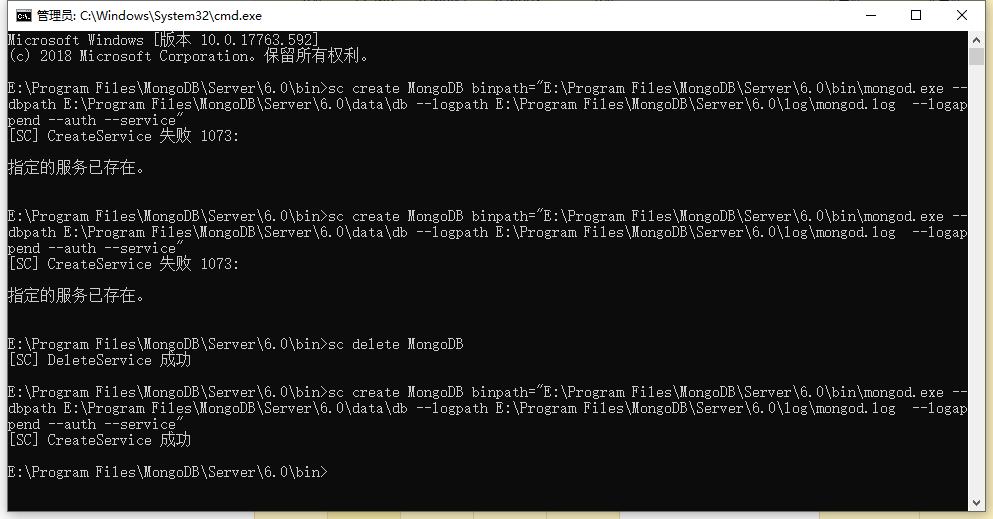 管理员: C:\Windows\System32\cmd.exe
Microsoft Windows [版本 10.0.17763.592]
(c) 2018 Microsoft Corporation。保留所有权利。
E:\Program Files\MongoDB\Server\6.0\bin>sc create MongoDB binpath="E:\Program Files\MongoDB\Server\6.0\bin\mongod.exe --
dbpath E:\Program Files\MongoDB\Server\6.0\data\db --logpath E:\Program Files\MongoDB\Server\6.0\log\mongod.log  --logap
pend --auth --service"
[SC] CreateService 失败 1073:
指定的服务已存在。
E:\Program Files\MongoDB\Server\6.0\bin>sc create MongoDB binpath="E:\Program Files\MongoDB\Server\6.0\bin\mongod.exe --
dbpath E:\Program Files\MongoDB\Server\6.0\data\db --logpath E:\Program Files\MongoDB\Server\6.0\log\mongod.log  --logap
pend --auth --service"
[SC] CreateService 失败 1073:
指定的服务已存在。
E:\Program Files\MongoDB\Server\6.0\bin>sc delete MongoDB
[SC] DeleteService 成功
E:\Program Files\MongoDB\Server\6.0\bin>sc create MongoDB binpath="E:\Program Files\MongoDB\Server\6.0\bin\mongod.exe --
dbpath E:\Program Files\MongoDB\Server\6.0\data\db --logpath E:\Program Files\MongoDB\Server\6.0\log\mongod.log  --logap
pend --auth --service"
[SC] CreateService 成功
E:\Program Files\MongoDB\Server\6.0\bin>